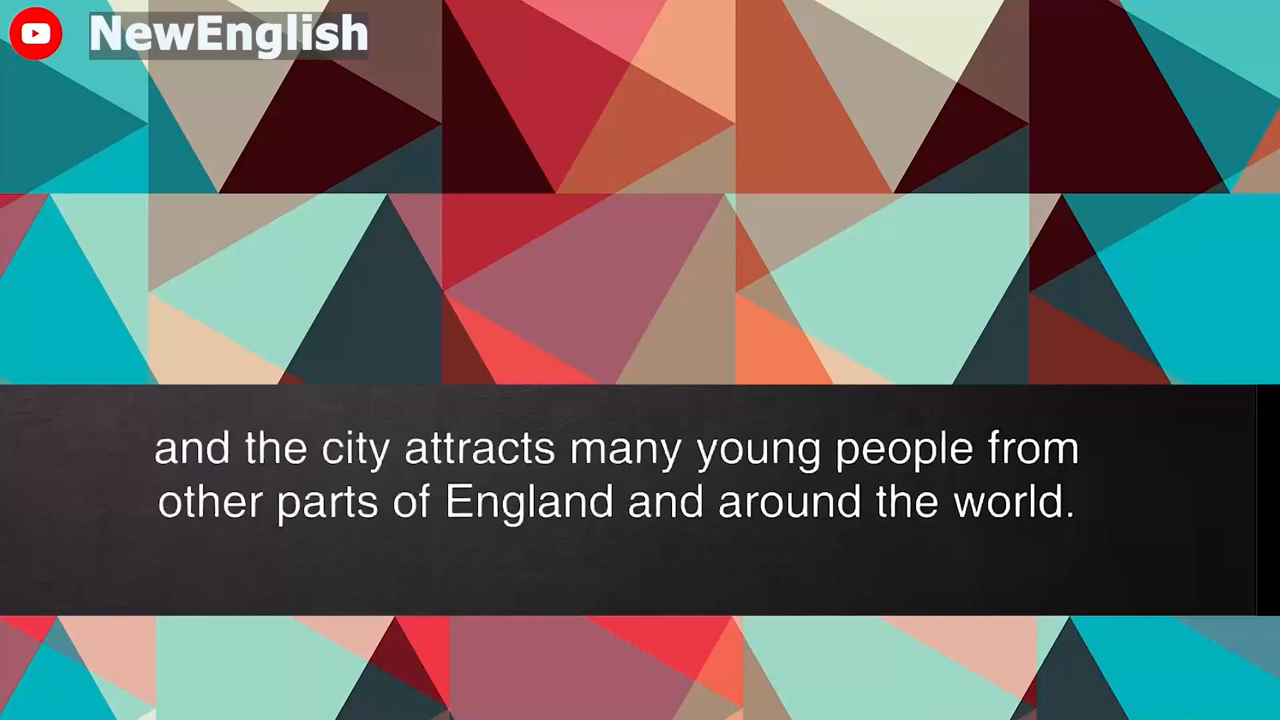 NewEnglish
and the city attracts many young people from
other parts of England and around the world.